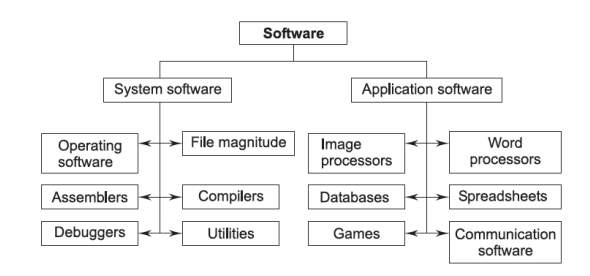 Software
System software
Application software
Operating
software
File magnitude
Image
processors
Word
processors
Assemblers
Compilers
Databases
Spreadsheets
Debuggers
Utilities
Games
Communication
software